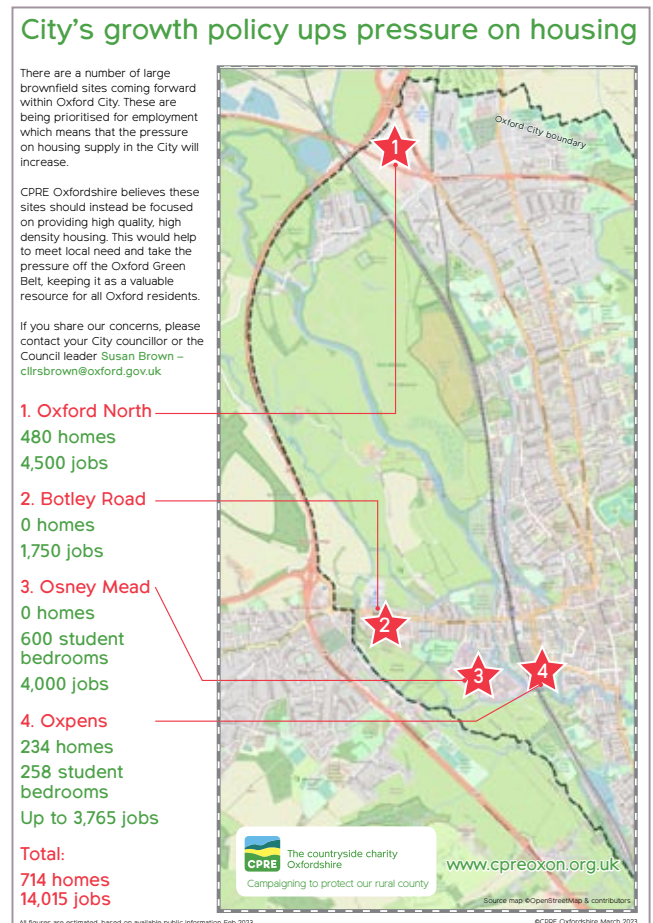 City's growth policy ups pressure on housing
There are a number of large
brownfield sites coming forward
within Oxford City. These are
being prioritised for employment
which means that the pressure
on housing supply in the City will
increase.
CPRE Oxfordshire believes these
sites should instead be focused
on providing high quality, high
density housing. This would help
to meet local need and take the
pressure off the Oxford Green
Belt, keeping it as a valuable
resource for all Oxford residents.
If you share our concerns, please
contact your City councillor or the
Council leader Susan Brown –
cllrsbrown@oxford.gov.uk
1. Oxford North
480 homes
4,500 jobs
2. Botley Road
0 homes
1,750 jobs
3. Osney Mead
0 homes
600 student
bedrooms
4,000 jobs
4. Oxpens
234 homes
258 student
bedrooms
Up to 3,765 jobs
Total:
714 homes
14,015 jobs
Oxford City boundary
1
2
3
4
CPRE
The countryside charity
Oxfordshire
Campaigning to protect our rural county
www.cpreoxon.org.uk
Source map ©OpenStreetMap & contributors
All figures are estimated, based on available public information Feb 2023
©CPRE Oxfordshire March 2023